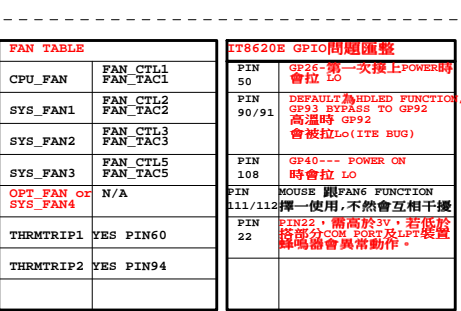 FAN TABLE
CPU_FAN FAN_CTL1
FAN_TAC1
SYS_FAN1 FAN_CTL2
FAN_TAC2
SYS_FAN2 FAN_CTL3
FAN_TAC3
SYS_FAN3 FAN_CTL5
FAN_TAC5
OPT_FAN or N/A
SYS_FAN4
THRMTRIP1 YES PIN60
THRMTRIP2 YES PIN94
IT8620E GPIO問題匯整
PIN 50
GP26-第一次接上POWER時
會拉 LO
PIN 90/91
DEFAULT為HDLED FUNCTION,
GP93 BYPASS TO GP92
高溫時 GP92
會被拉Lo(ITE BUG)
PIN 108
GP40--- POWER ON
時會拉 LO
PIN 111/112
MOUSE 跟FAN6 FUNCTION
擇一使用,不然會互相干擾
PIN 22
PIN22，需高於3V，若低於
搭部分COM PORT及LPT裝置
蜂鳴器會異常動作。